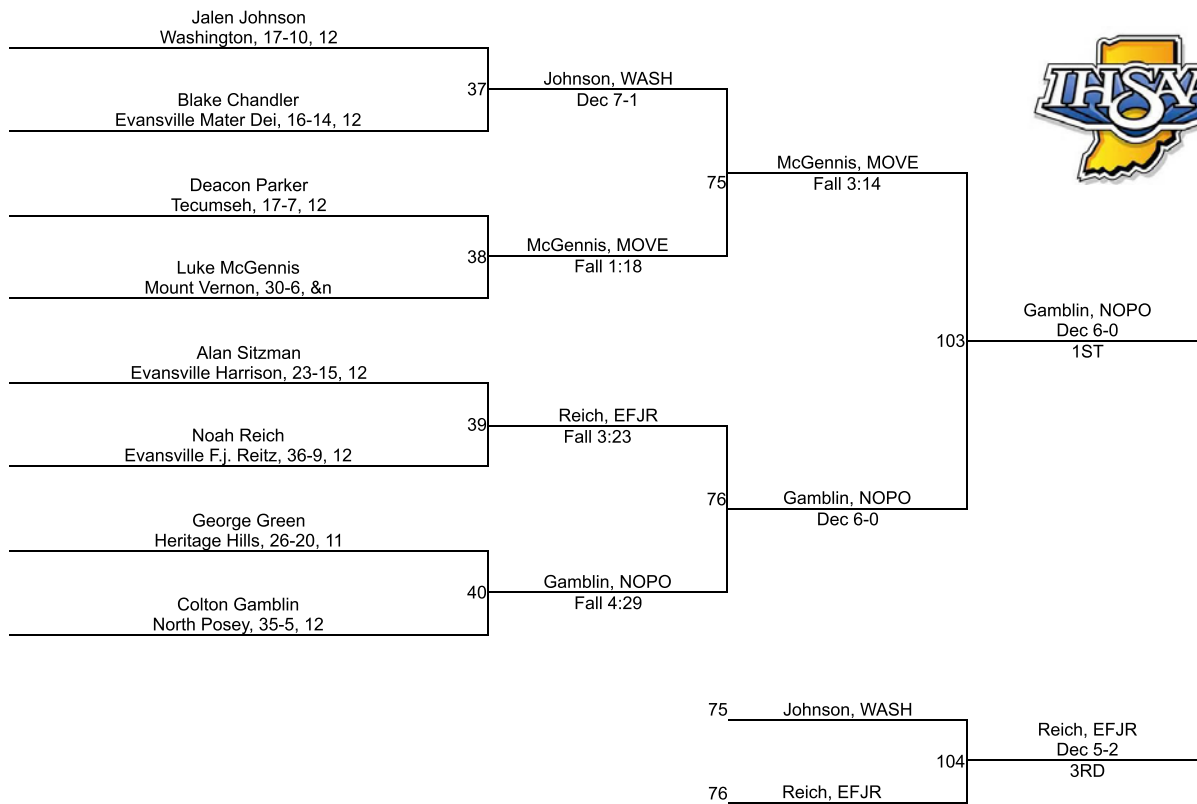 Jalen Johnson
Washington, 17-10, 12
37
Johnson, WASH
Dec 7-1
Blake Chandler
Evansville Mater Dei, 16-14, 12
75
McGennis, MOVE
Fall 3:14
Deacon Parker
Tecumseh, 17-7, 12
38
McGennis, MOVE
Fall 1:18
Luke McGennis
Mount Vernon, 30-6, &n
103
Gamblin, NOPO
Dec 6-0
1ST
Alan Sitzman
Evansville Harrison, 23-15, 12
39
Reich, EFJR
Fall 3:23
Noah Reich
Evansville F.j. Reitz, 36-9, 12
76
Gamblin, NOPO
Dec 6-0
George Green
Heritage Hills, 26-20, 11
40
Gamblin, NOPO
Fall 4:29
Colton Gamblin
North Posey, 35-5, 12
75
Johnson, WASH
104
Reich, EFJR
Dec 5-2
3RD
76
Reich, EFJR
IHSAA